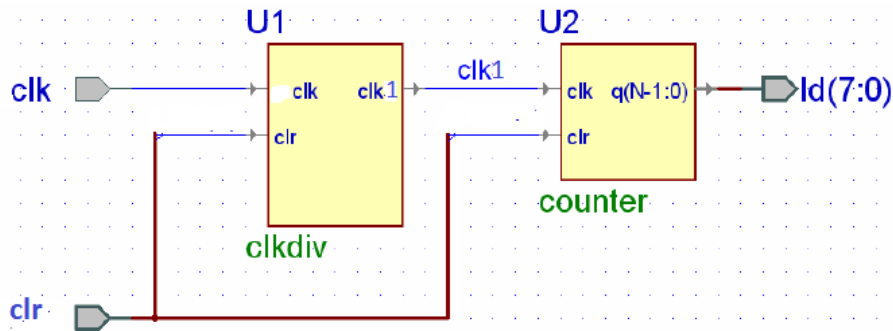 U1
U2
clk
clk
clk1
clk1
clk
q(N-1:0)
ld(7:0)
clr
clr
counter
clkdiv
clr